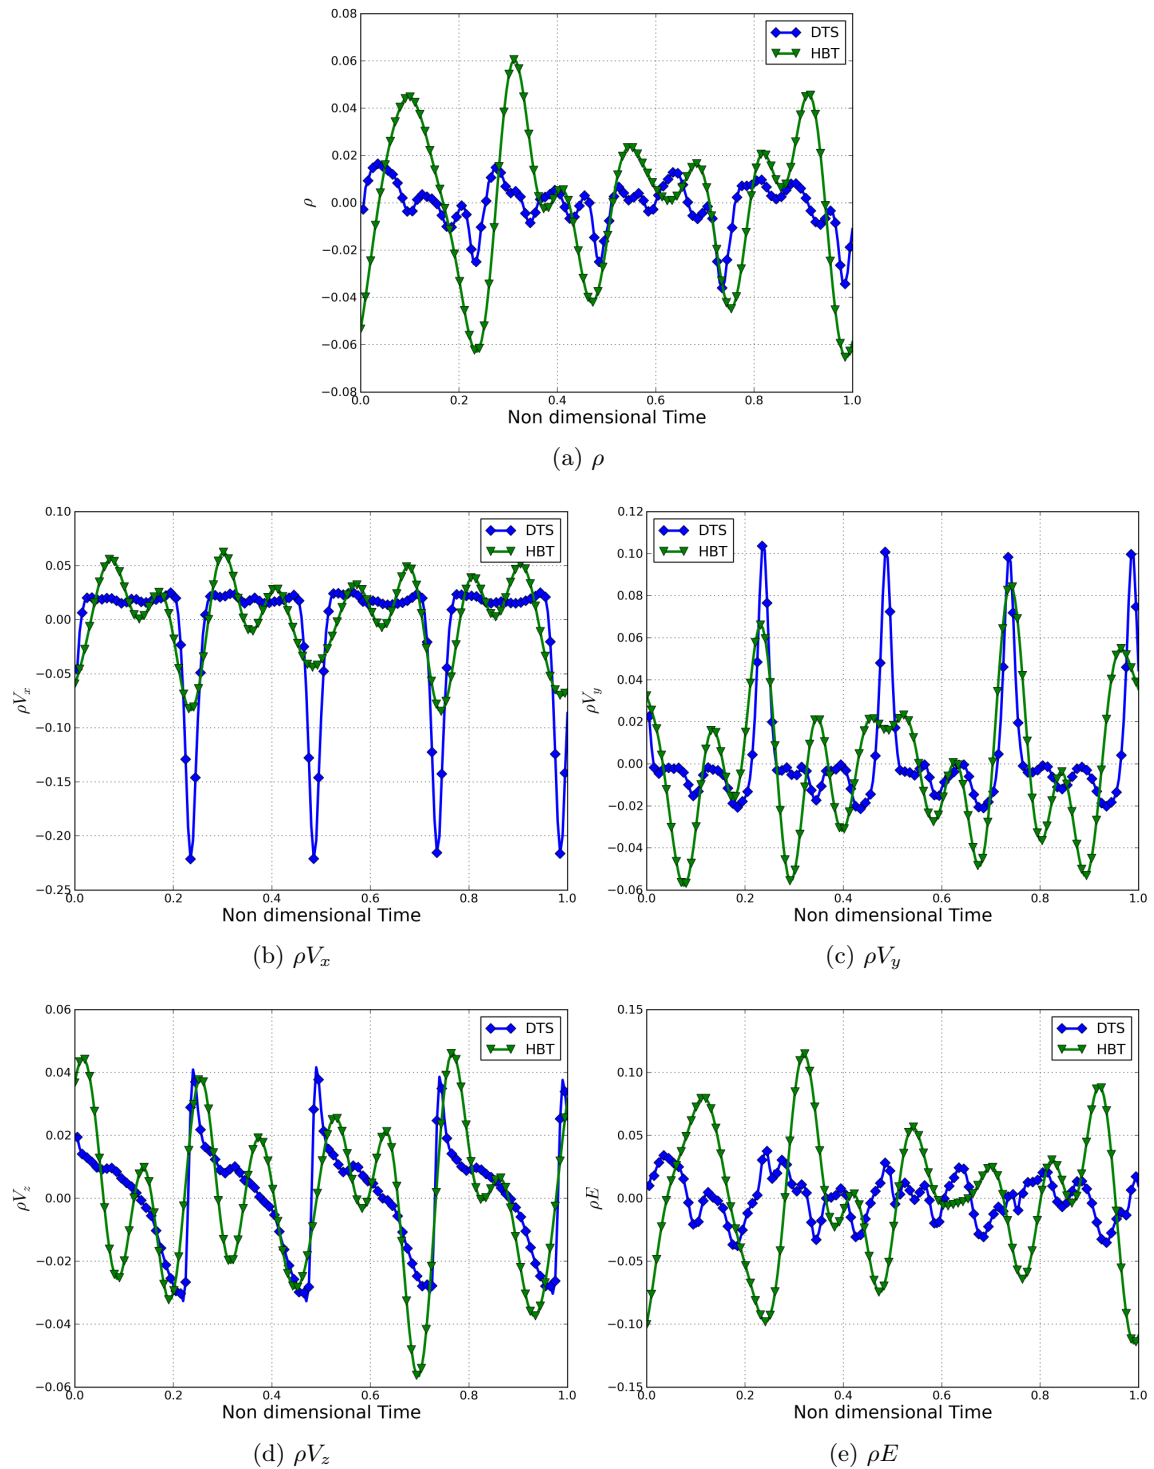 0.08
0.06
0.04
0.02
0.00
−0.02
−0.04
−0.06
−0.08
ρ
DTS
HBT
0.0 0.2 0.4 0.6 0.8 1.0
Non dimensional Time
(a) ρ
0.10
0.05
0.00
−0.05
−0.10
−0.15
−0.20
−0.25
ρVx
DTS
HBT
0.0 0.2 0.4 0.6 0.8 1.0
Non dimensional Time
(b) ρVx
0.12
0.10
0.08
0.06
0.04
0.02
0.00
−0.02
−0.04
−0.06
ρVy
DTS
HBT
0.0 0.2 0.4 0.6 0.8 1.0
Non dimensional Time
(c) ρVy
0.06
0.04
0.02
0.00
−0.02
−0.04
−0.06
ρVz
DTS
HBT
0.0 0.2 0.4 0.6 0.8 1.0
Non dimensional Time
(d) ρVz
0.15
0.10
0.05
0.00
−0.05
−0.10
−0.15
ρE
DTS
HBT
0.0 0.2 0.4 0.6 0.8 1.0
Non dimensional Time
(e) ρE